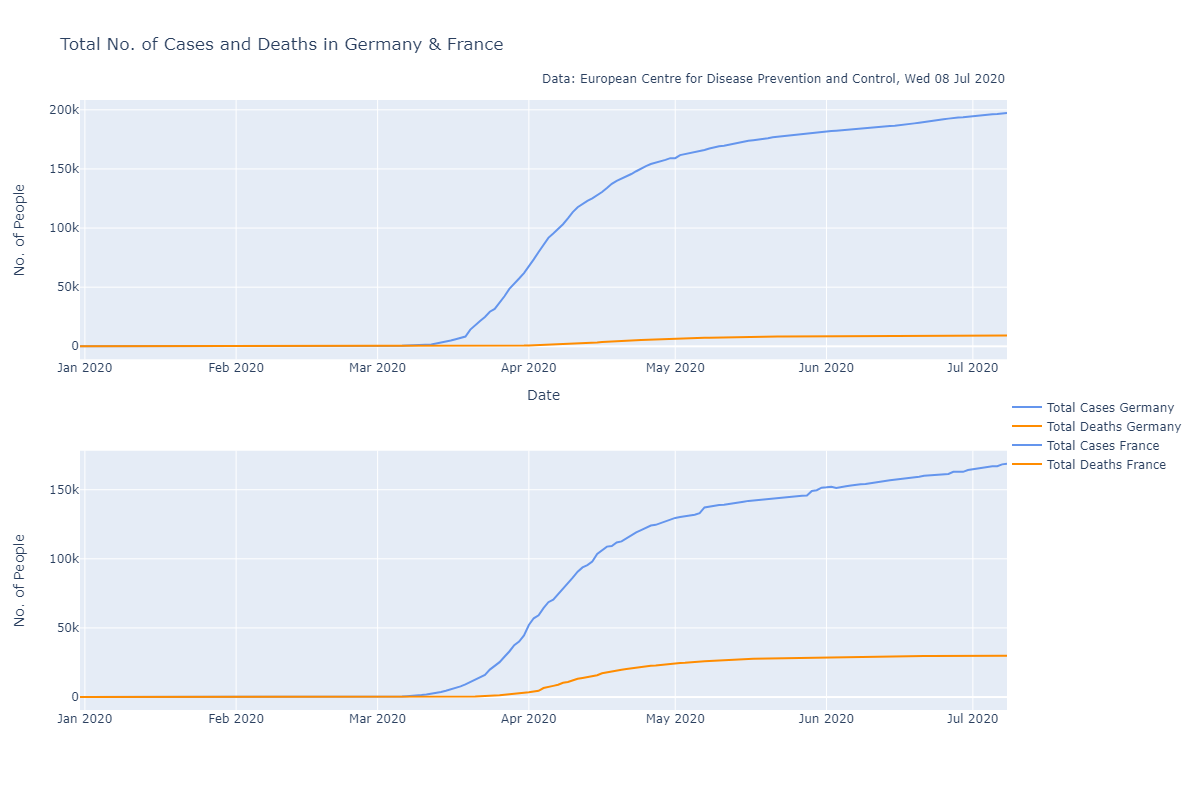 Total No. of Cases and Deaths in Germany & France
Data: European Centre for Disease Prevention and Control, Wed 08 Jul 2020
No. of People
200k
150k
100k
50k
0
Jan 2020 Feb 2020 Mar 2020 Apr 2020 May 2020 Jun 2020 Jul 2020
Date
Total Cases Germany
Total Deaths Germany
Total Cases France
Total Deaths France
No. of People
150k
100k
50k
0
Jan 2020 Feb 2020 Mar 2020 Apr 2020 May 2020 Jun 2020 Jul 2020